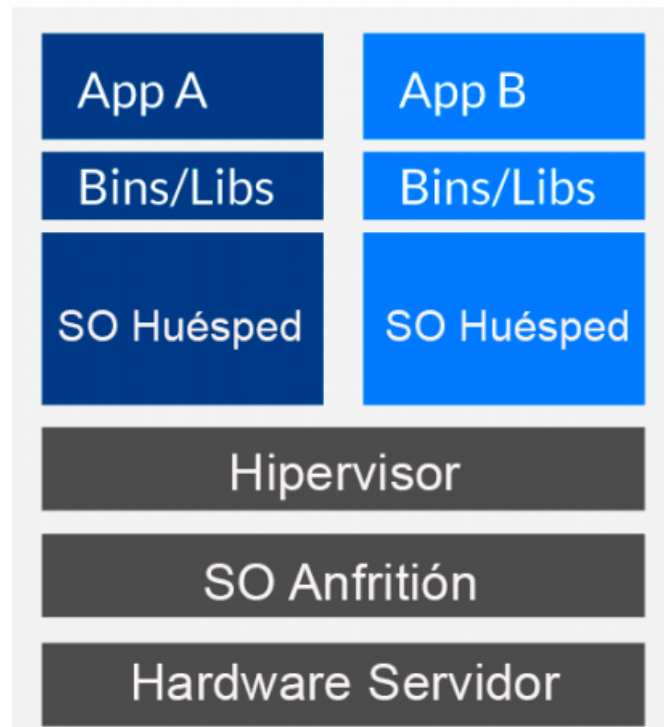 App A
App B
Bins/Libs
Bins/Libs
SO Huésped
SO Huésped
Hipervisor
SO Anfritión
Hardware Servidor